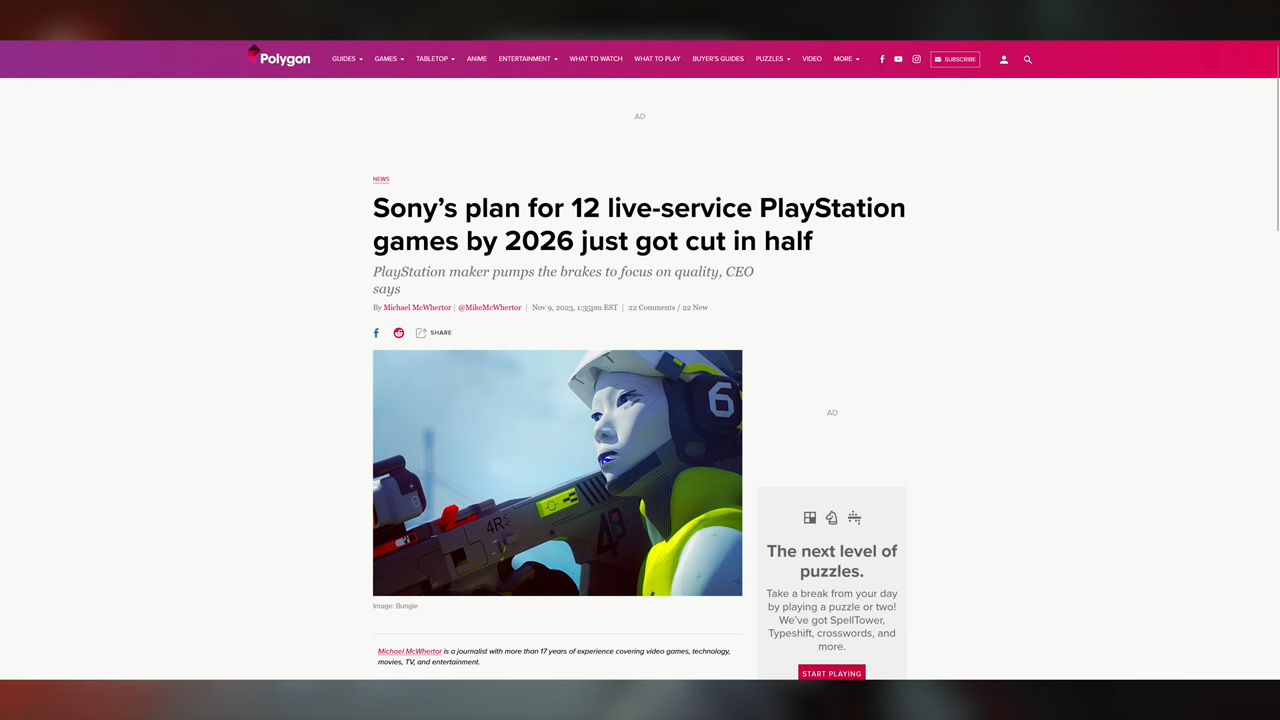 Polygon
GUIDES GAMES TABLETOP ANIME ENTERTAINMENT WHAT TO WATCH WHAT TO PLAY BUYER'S GUIDES PUZZLES VIDEO MORE SUBSCRIBE
AD
NEWS
Sony’s plan for 12 live-service PlayStation
games by 2026 just got cut in half
PlayStation maker pumps the brakes to focus on quality, CEO
says
By Michael McWhertor | @MikeMcWhertor | Nov 9, 2023, 1:35pm EST | 22 Comments / 22 New
SHARE
6
4R
AD
Image: Bungie
Michael McWhertor is a journalist with more than 17 years of experience covering video games, technology,
movies, TV, and entertainment.
The next level of
puzzles.
Take a break from your day
by playing a puzzle or two!
We’ve got SpellTower,
Typeshift, crosswords, and
more.
START PLAYING